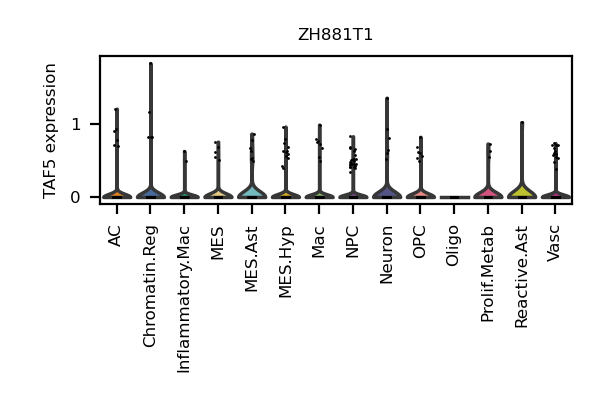 ZH881T1
TAF5 expression
1
0
AC
Chromatin.Reg
Inflammatory.Mac
MES
MES.Ast
MES.Hyp
Mac
NPC
Neuron
OPC
Oligo
Prolif.Metab
Reactive.Ast
Vasc